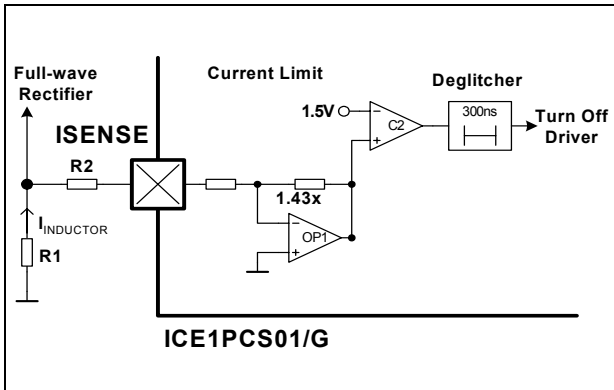 Full-wave
Rectifier
Current Limit
Deglitcher
ISENSE
1.5V
C2
300ns
Turn Off
Driver
R2
1.43x
IINDUCTOR
R1
OP1
ICE1PCS01/G